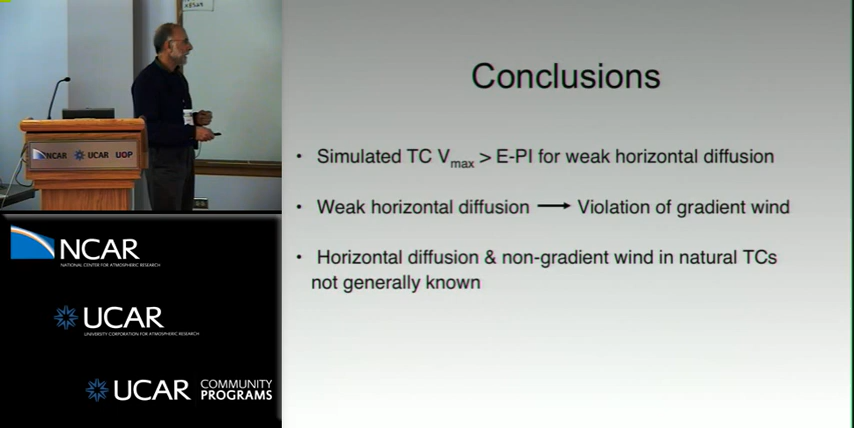 Conclusions
• Simulated TC Vmax > E-PI for weak horizontal diffusion
• Weak horizontal diffusion → Violation of gradient wind
• Horizontal diffusion & non-gradient wind in natural TCs
not generally known
NCAR UCAR UOP
NCAR
NATIONAL CENTER FOR ATMOSPHERIC RESEARCH
UCAR
UNIVERSITY CORPORATION FOR ATMOSPHERIC RESEARCH
UCAR COMMUNITY
PROGRAMS